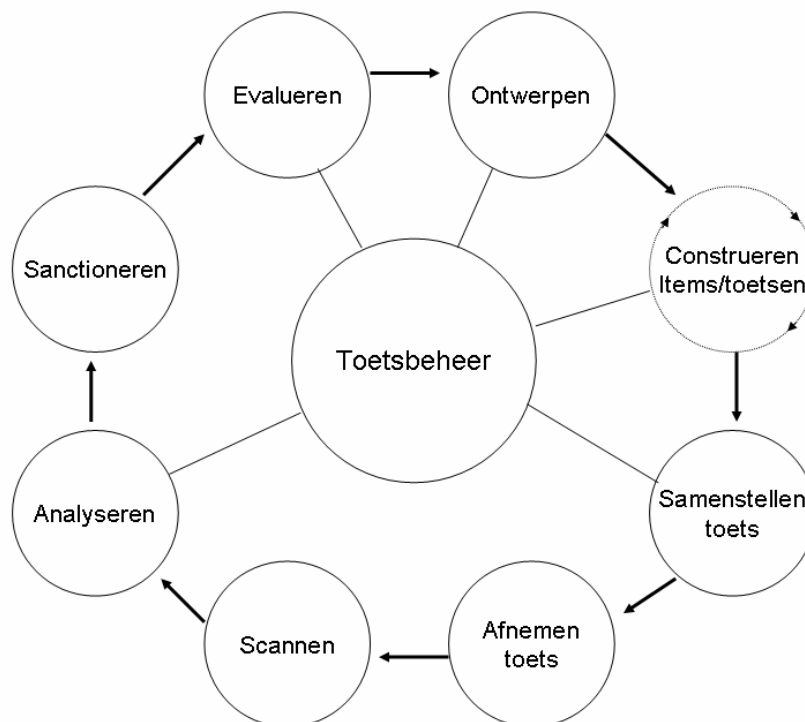 Evalueren
Ontwerpen
Construeren
Items/toetsen
Samenstellen
toets
Afnemen
toets
Scannen
Analyseren
Sanctioneren
Toetsbeheer